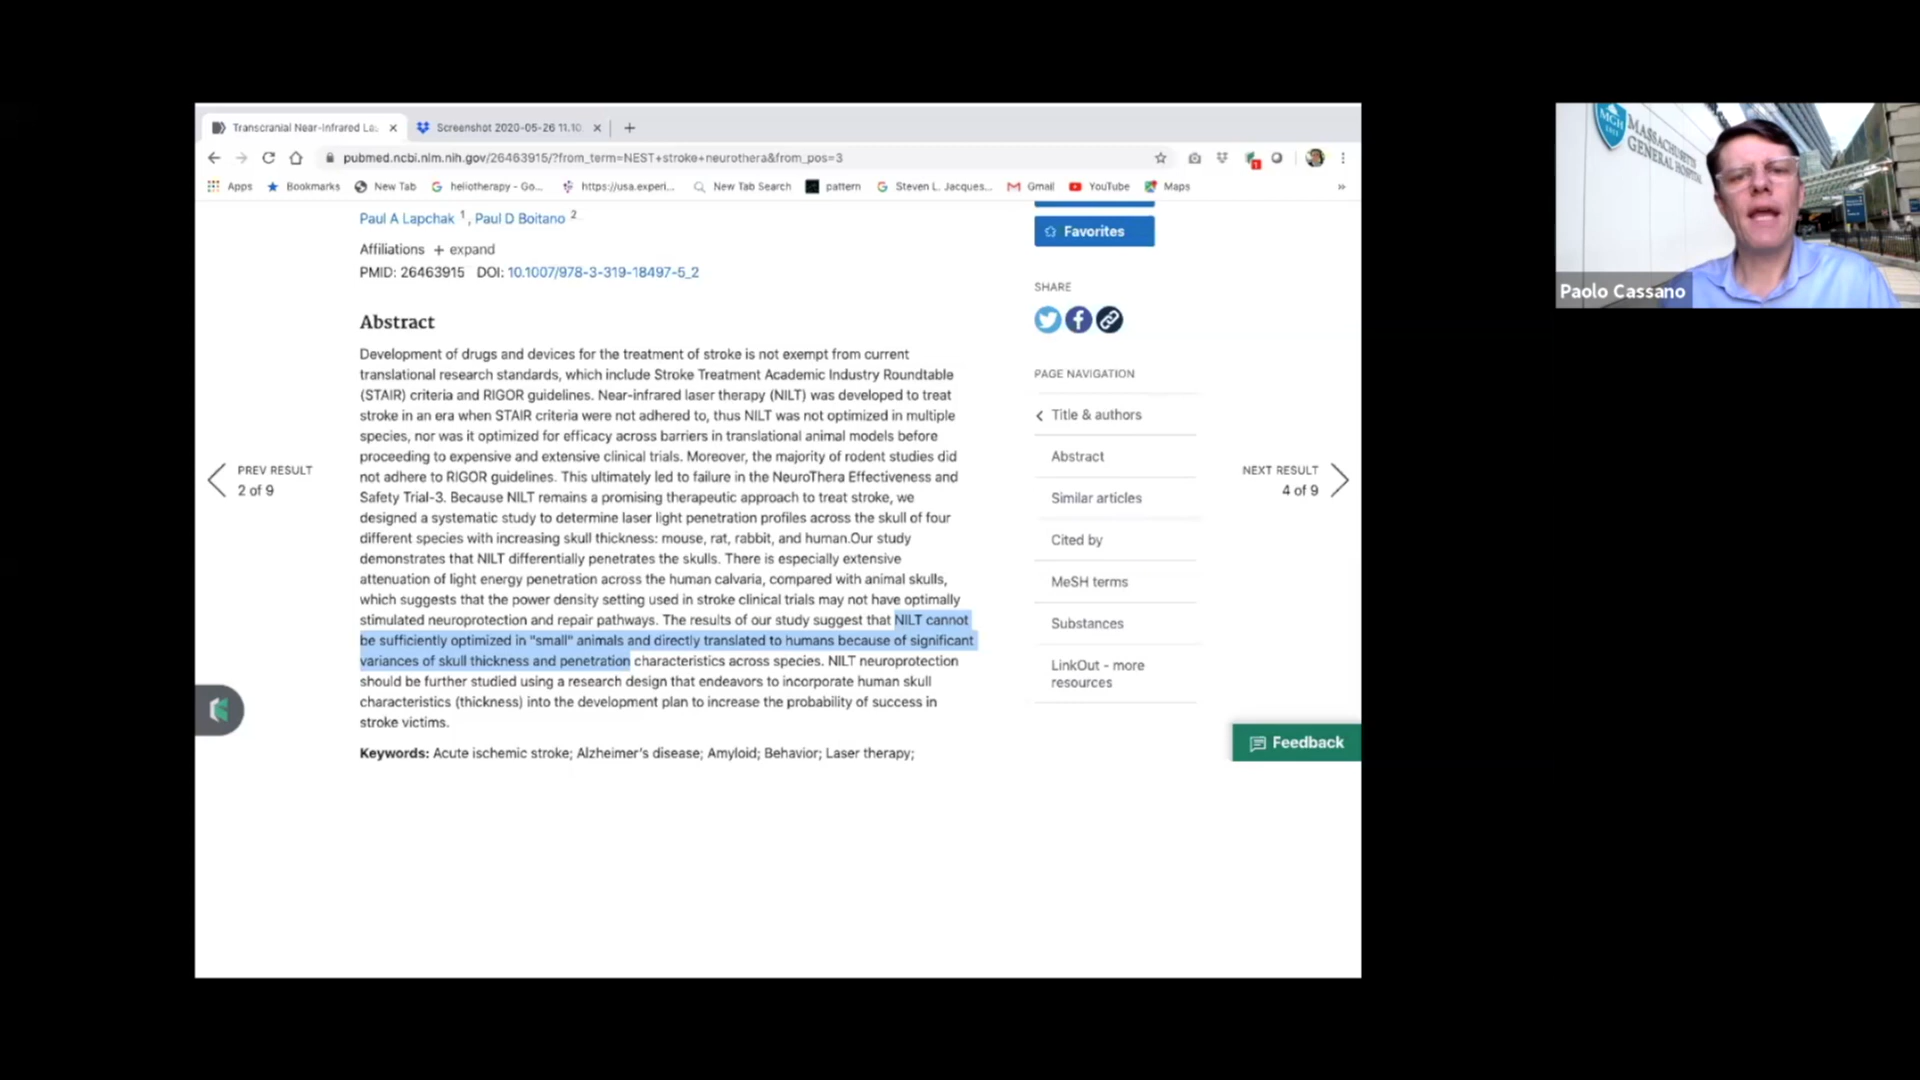 Transcranial Near-Infrared La
Screenshot 2020-05-26 11.10
pubmed.ncbi.nlm.nih.gov/26463915/?from_term=NEST+stroke+neurothera&from_pos=3
Apps
Bookmarks
New Tab
heliotherapy - Go...
https://usa.experi...
New Tab Search
pattern
Steven L. Jacques...
Gmail
YouTube
Maps
»
Paul A Lapchak 1, Paul D Boitano 2
Affiliations + expand
PMID: 26463915 DOI: 10.1007/978-3-319-18497-5_2
Abstract
Development of drugs and devices for the treatment of stroke is not exempt from current
translational research standards, which include Stroke Treatment Academic Industry Roundtable
(STAIR) criteria and RIGOR guidelines. Near-infrared laser therapy (NILT) was developed to treat
stroke in an era when STAIR criteria were not adhered to, thus NILT was not optimized in multiple
species, nor was it optimized for efficacy across barriers in translational animal models before
proceeding to expensive and extensive clinical trials. Moreover, the majority of rodent studies did
not adhere to RIGOR guidelines. This ultimately led to failure in the NeuroThera Effectiveness and
Safety Trial-3. Because NILT remains a promising therapeutic approach to treat stroke, we
designed a systematic study to determine laser light penetration profiles across the skull of four
different species with increasing skull thickness: mouse, rat, rabbit, and human.Our study
demonstrates that NILT differentially penetrates the skulls. There is especially extensive
attenuation of light energy penetration across the human calvaria, compared with animal skulls,
which suggests that the power density setting used in stroke clinical trials may not have optimally
stimulated neuroprotection and repair pathways. The results of our study suggest that NILT cannot
be sufficiently optimized in "small" animals and directly translated to humans because of significant
variances of skull thickness and penetration characteristics across species. NILT neuroprotection
should be further studied using a research design that endeavors to incorporate human skull
characteristics (thickness) into the development plan to increase the probability of success in
stroke victims.
Keywords: Acute ischemic stroke; Alzheimer's disease; Amyloid; Behavior; Laser therapy;
PREV RESULT
2 of 9
Favorites
SHARE
PAGE NAVIGATION
Title & authors
Abstract
Similar articles
Cited by
MeSH terms
Substances
LinkOut - more
resources
NEXT RESULT
4 of 9
Feedback
MGH
MASSACHUSETTS
GENERAL HOSPITAL
Paolo Cassano